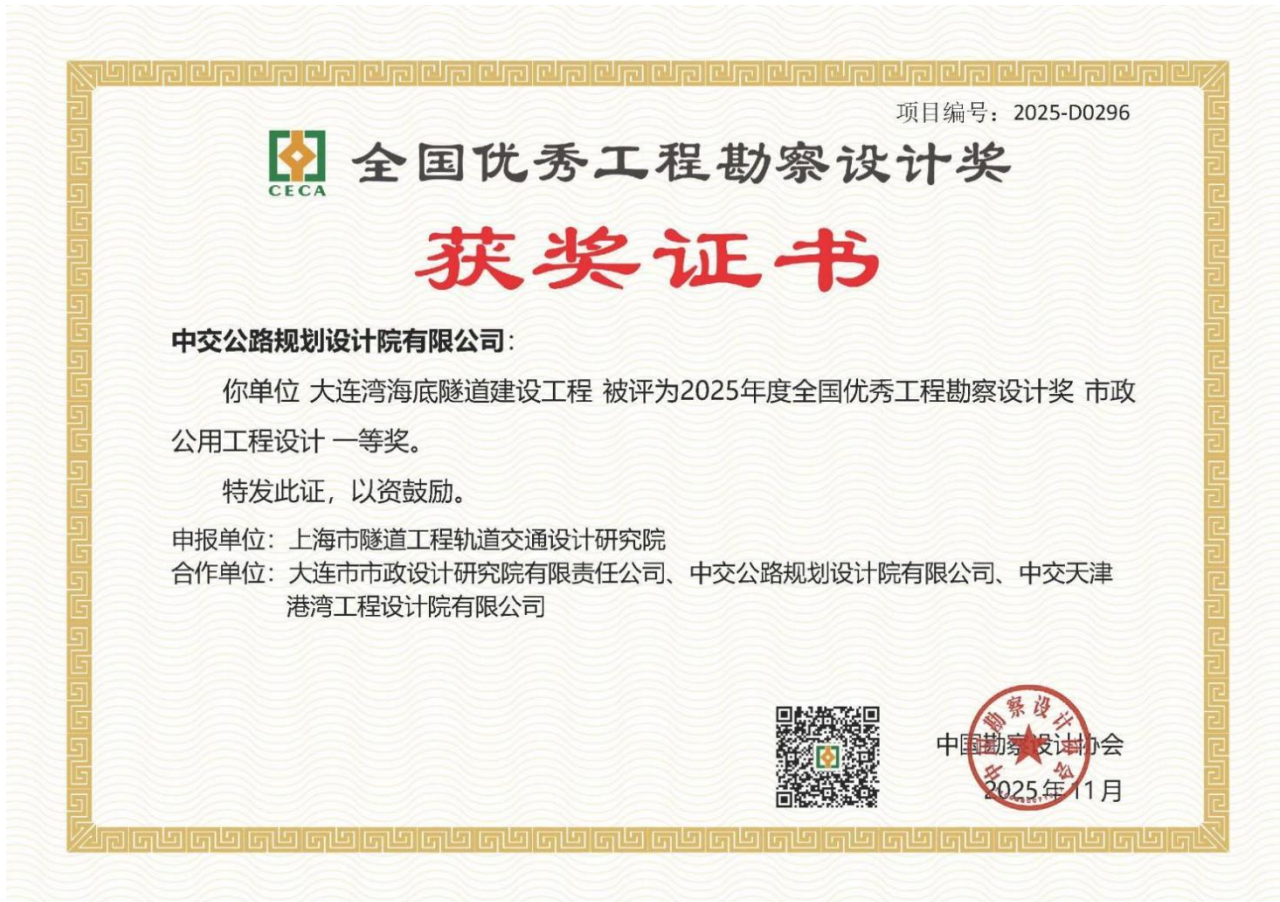 项目编号：2025-D0296
CECA
全国优秀工程勘察设计奖
获奖证书
中交公路规划设计院有限公司：
你单位 大连湾海底隧道建设工程 被评为2025年度全国优秀工程勘察设计奖 市政
公用工程设计 一等奖。
特发此证，以资鼓励。
申报单位：上海市隧道工程轨道交通设计研究院
合作单位：大连市市政设计研究院有限责任公司、中交公路规划设计院有限公司、中交天津
港湾工程设计院有限公司
中国勘察设计协会
中国勘察设计协会
2025年11月